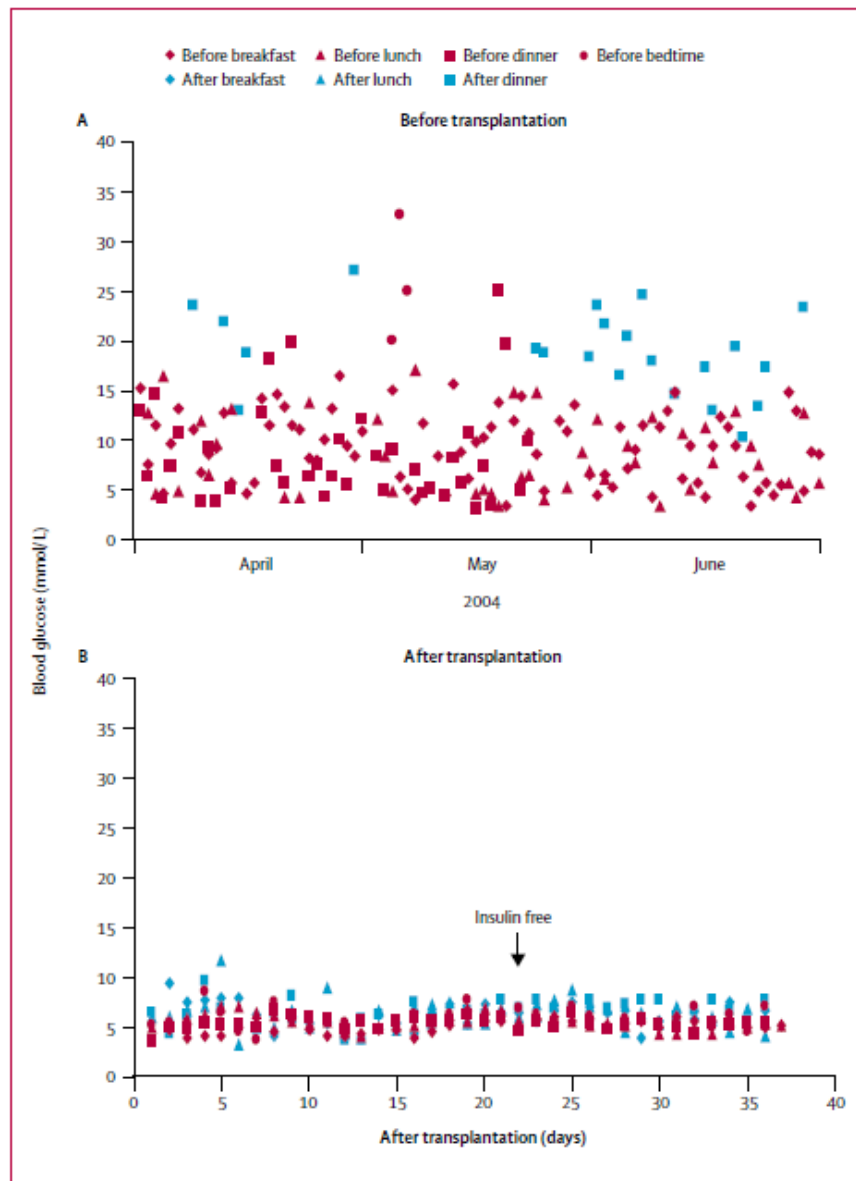 Before breakfast Before lunch Before dinner Before bedtime
After breakfast After lunch After dinner
A Before transplantation
40
35
30
25
20
15
10
5
0
April May June
2004
Blood glucose (mmol/L)
B After transplantation
40
35
30
25
20
15
10
5
0
Insulin free
0 5 10 15 20 25 30 35 40
After transplantation (days)